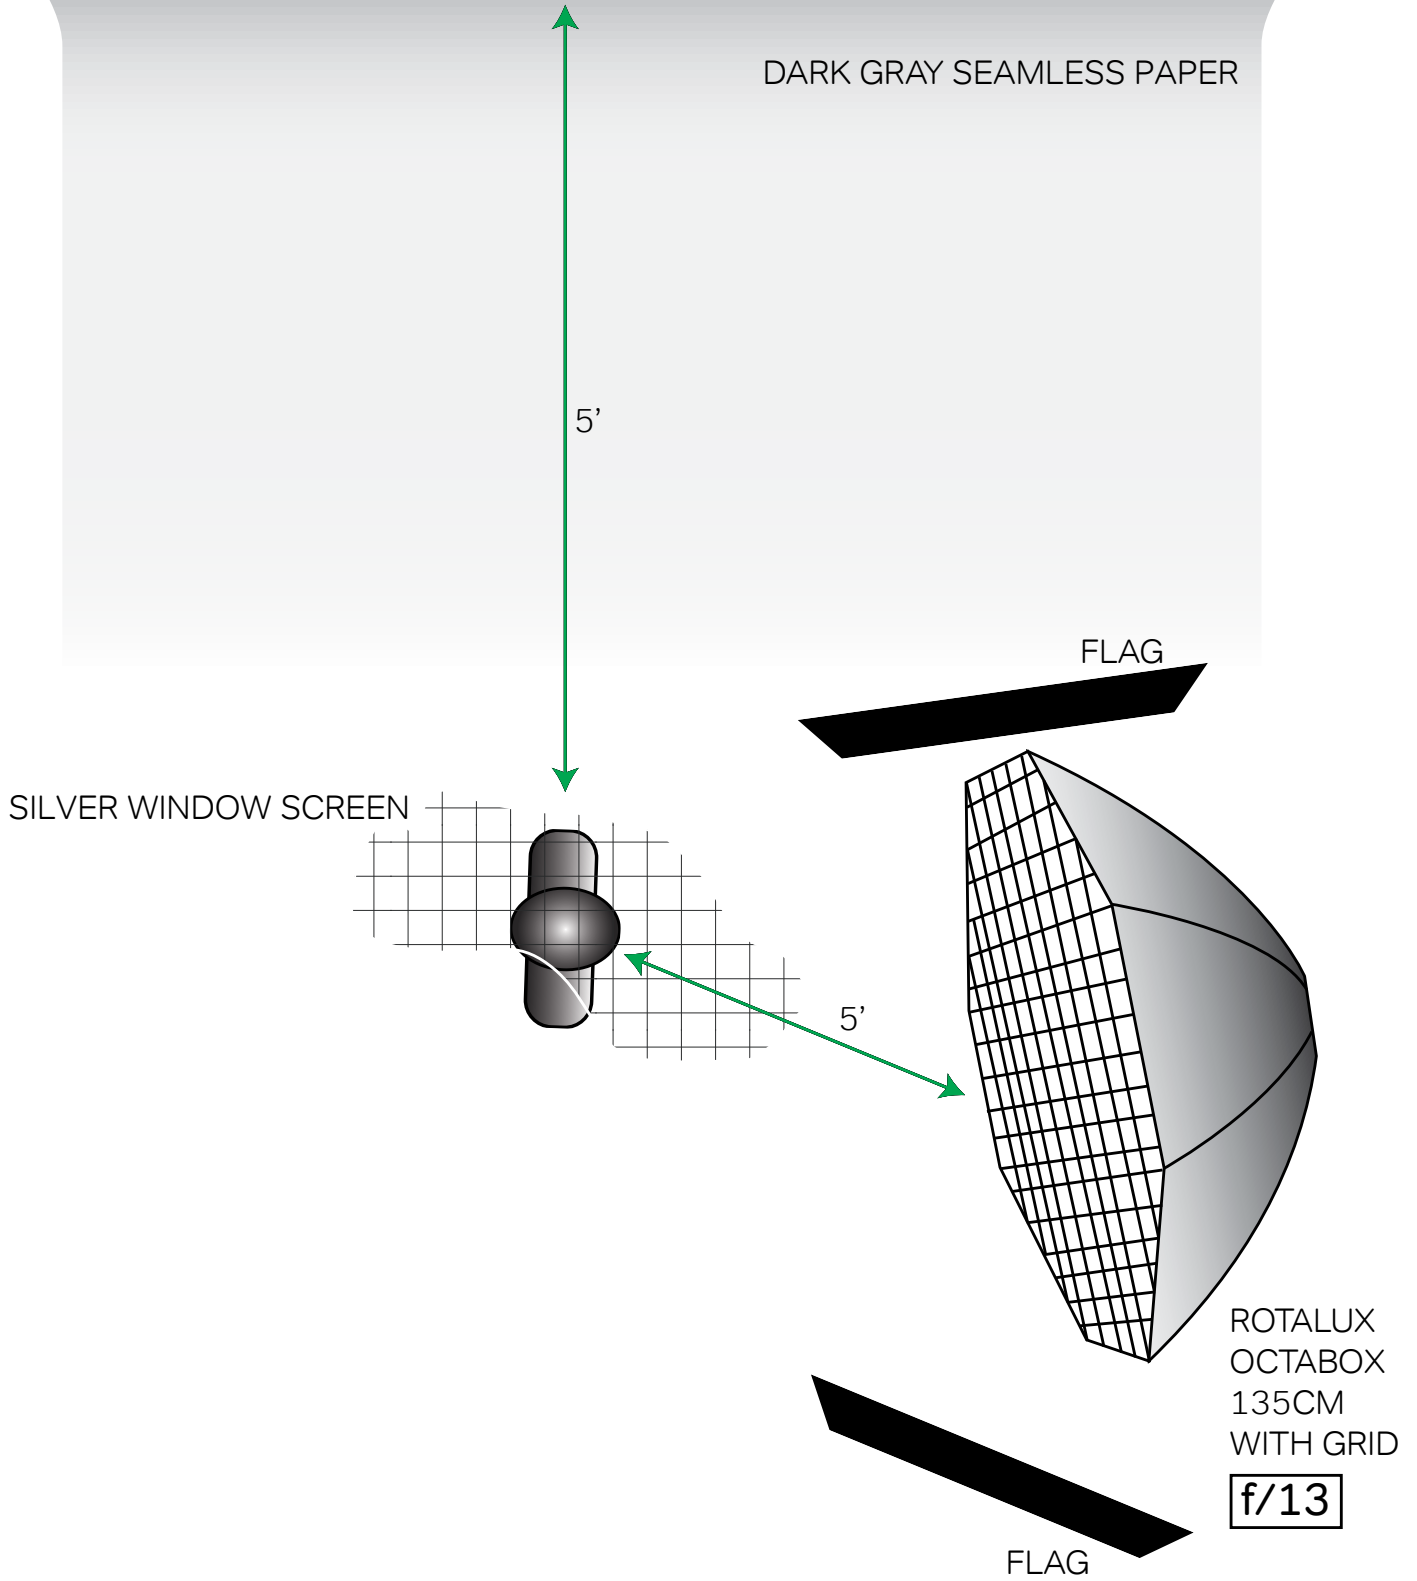 DARK GRAY SEAMLESS PAPER
5’
FLAG
SILVER WINDOW SCREEN
5’
ROTALUX
OCTABOX
135CM
WITH GRID
f/13
FLAG